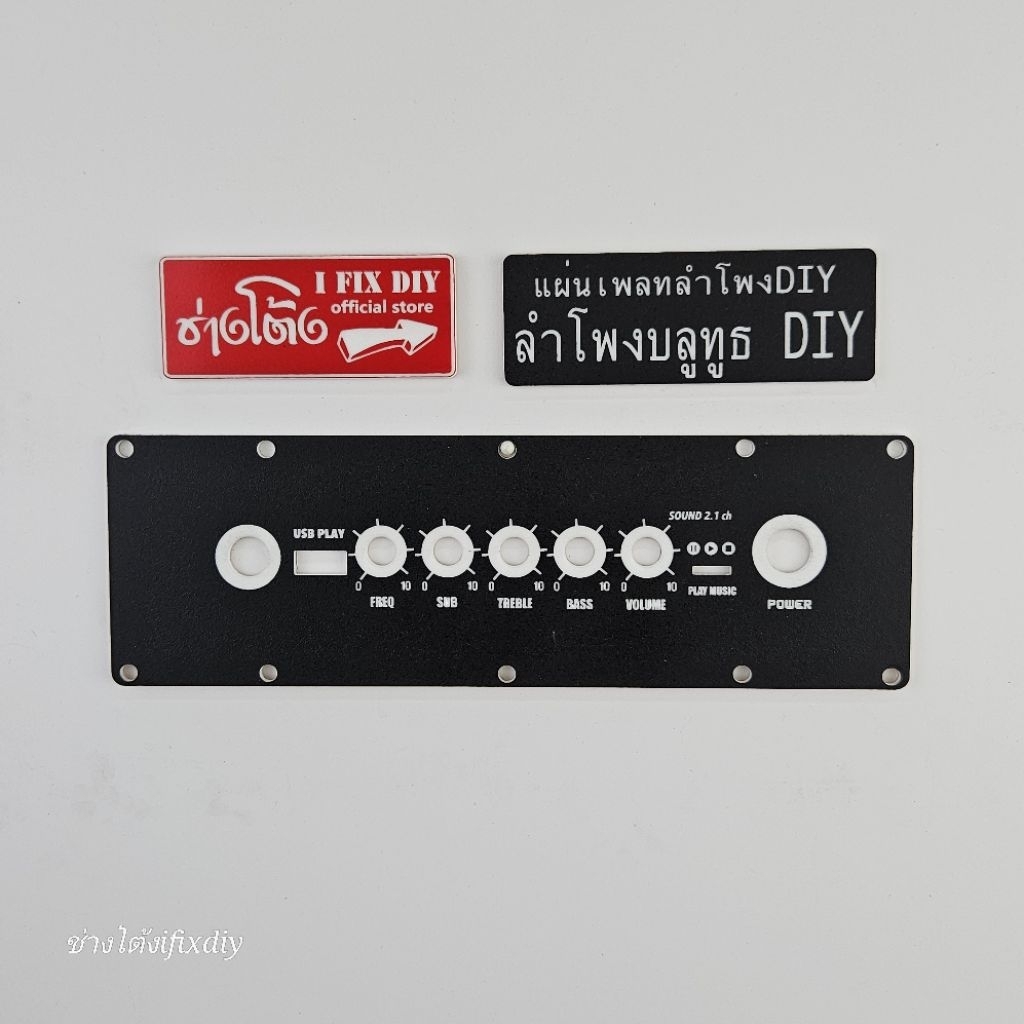 I FIX DIY
official store
ช่างโต้ง
แผ่นเพลทลำโพงDIY
ลำโพงบลูทูธ DIY
SOUND 2.1 ch
USB PLAY
0 10 0 10 0 10 0 10 0 10
FREQ SUB TREBLE BASS VOLUME
PLAY MUSIC
POWER
ช่างโต้งifixdiy